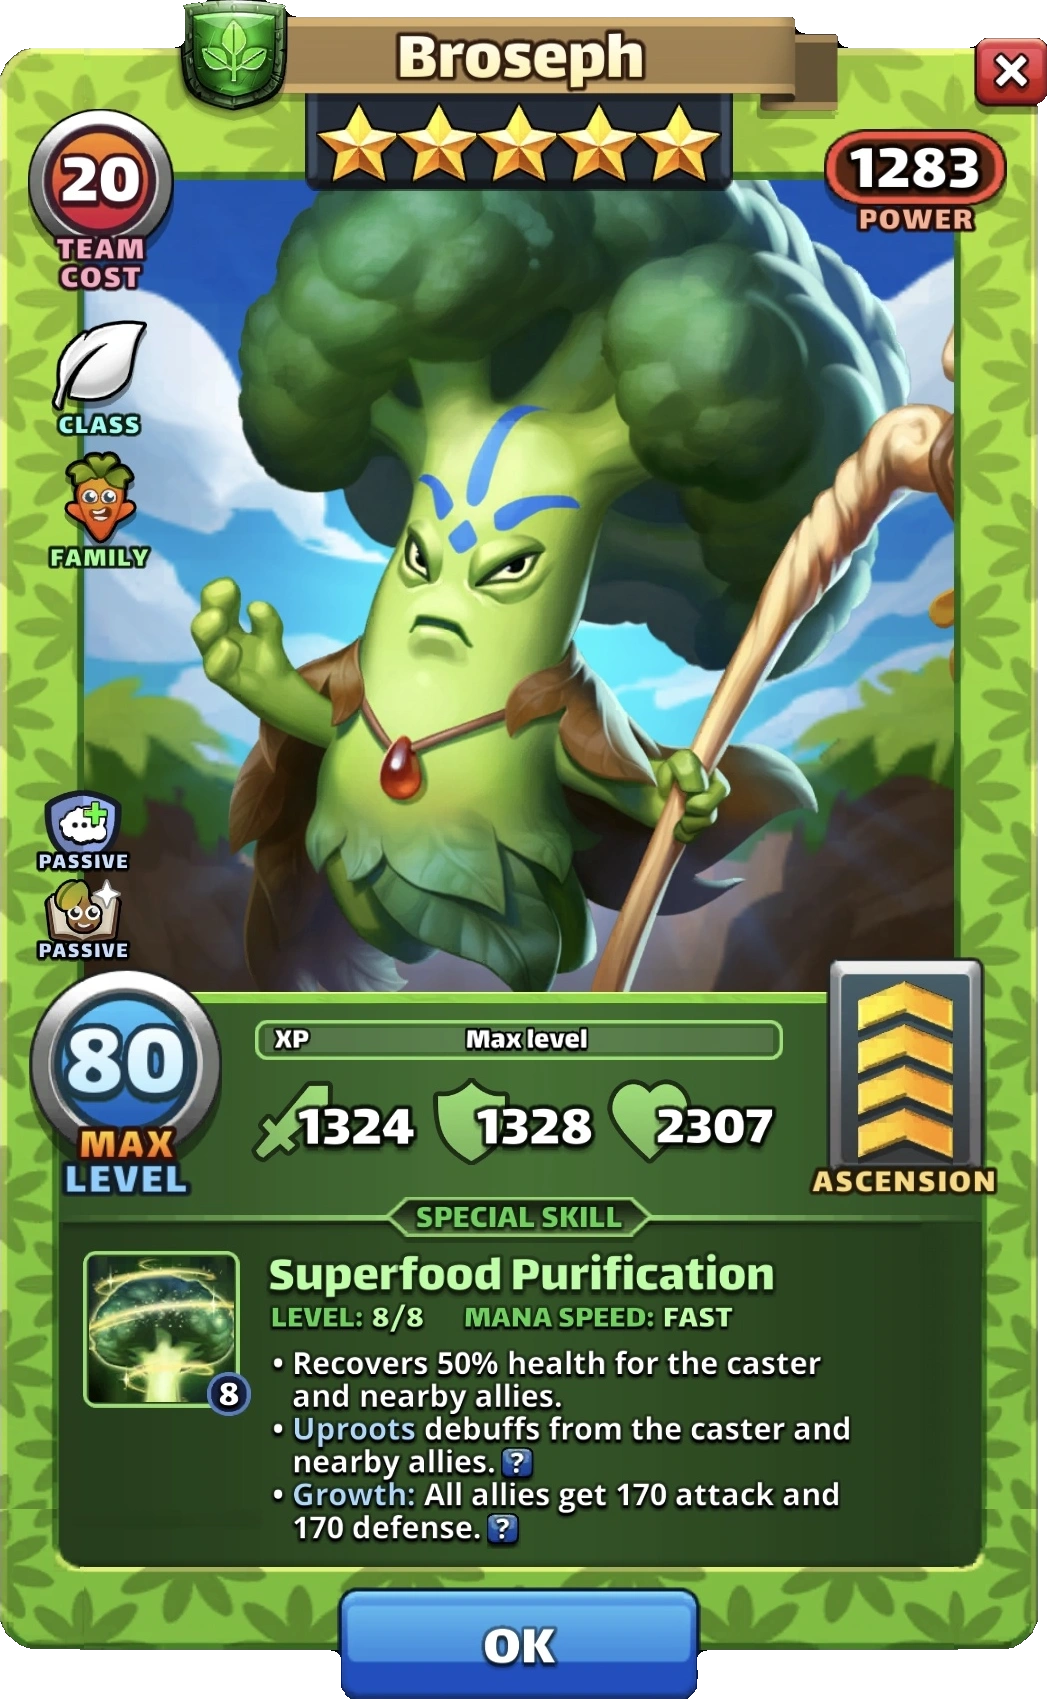 Broseph
20
TEAM
COST
1283
POWER
CLASS
FAMILY
PASSIVE
PASSIVE
80
MAX
LEVEL
XP Max level
1324 1328 2307
ASCENSION
SPECIAL SKILL
Superfood Purification
LEVEL: 8/8 MANA SPEED: FAST
8
• Recovers 50% health for the caster
and nearby allies.
• Uproots debuffs from the caster and
nearby allies. ?
• Growth: All allies get 170 attack and
170 defense. ?
OK